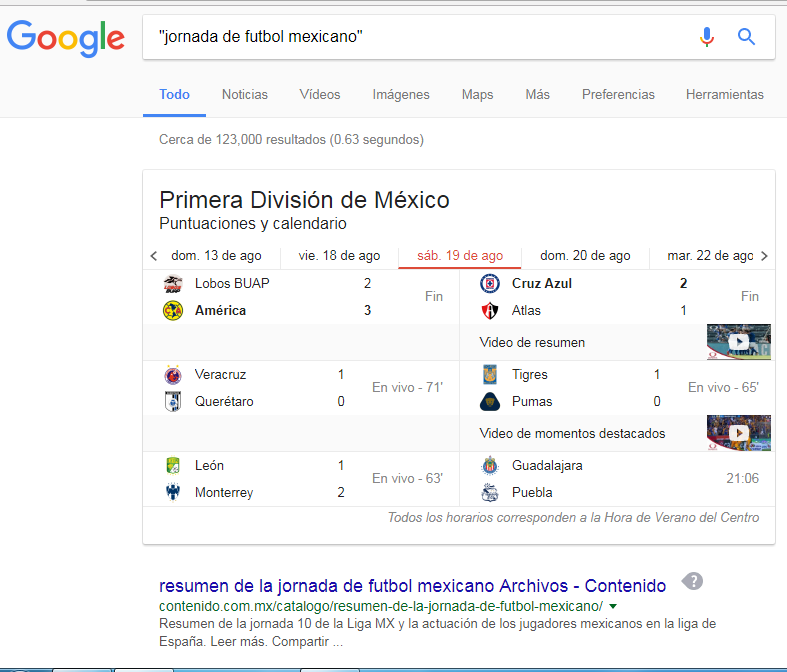 Google
"jornada de futbol mexicano"
Todo Noticias Vídeos Imágenes Maps Más Preferencias Herramientas
Cerca de 123,000 resultados (0.63 segundos)
Primera División de México
Puntuaciones y calendario
dom. 13 de ago vie. 18 de ago sáb. 19 de ago dom. 20 de ago mar. 22 de ago
Lobos BUAP 2
América 3
Fin
Cruz Azul 2
Atlas 1
Fin
Video de resumen
Veracruz 1
Querétaro 0
En vivo - 71'
Tigres 1
Pumas 0
En vivo - 65'
Video de momentos destacados
León 1
Monterrey 2
En vivo - 63'
Guadalajara
Puebla
21:06
Todos los horarios corresponden a la Hora de Verano del Centro
resumen de la jornada de futbol mexicano Archivos - Contenido
contenido.com.mx/catalogo/resumen-de-la-jornada-de-futbol-mexicano/
Resumen de la jornada 10 de la Liga MX y la actuación de los jugadores mexicanos en la liga de
España. Leer más. Compartir ...